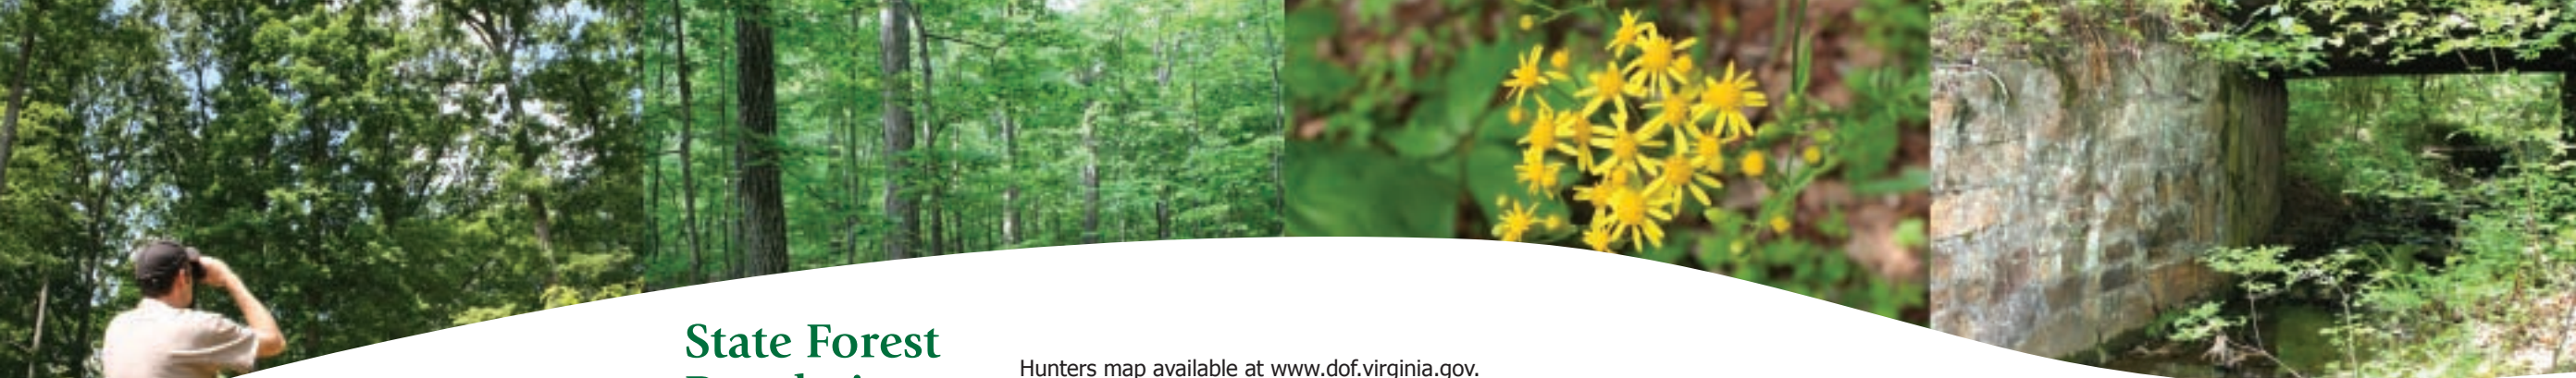 State Forest
Hunters map available at www.dof.virginia.gov.